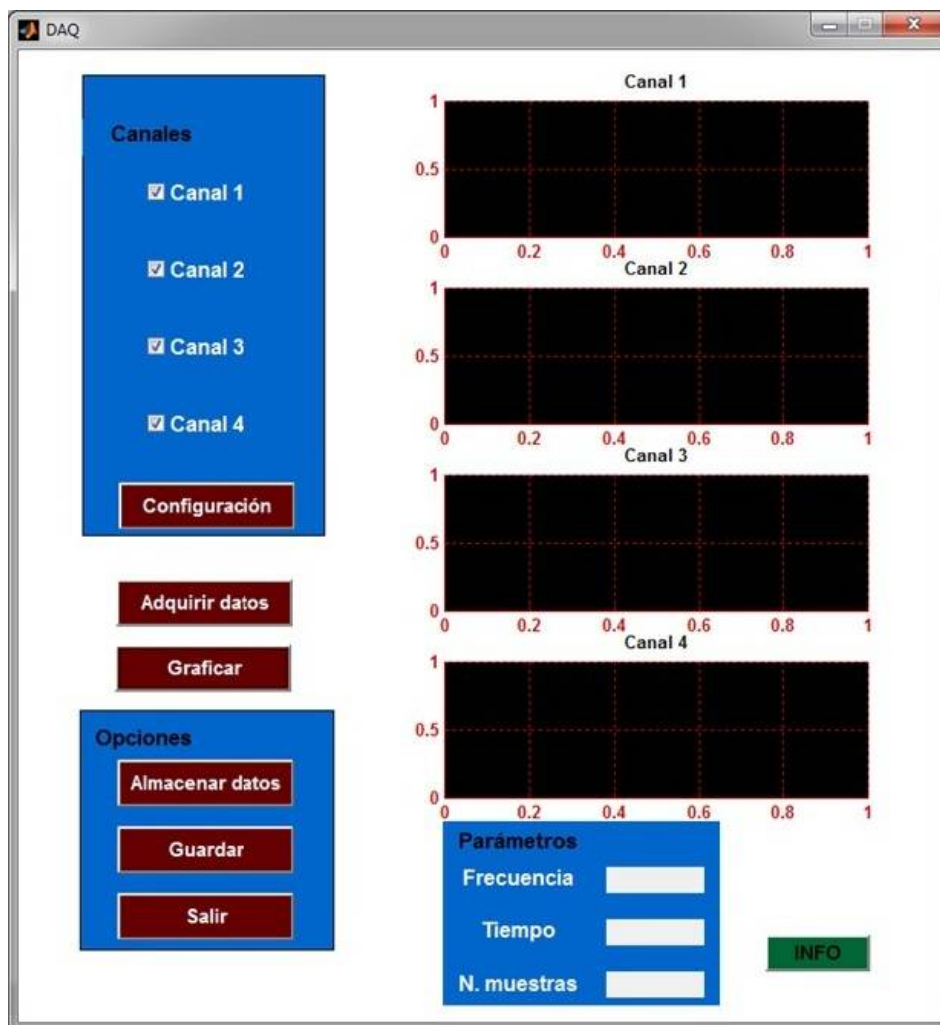 DAQ
Canales
Canal 1
Canal 2
Canal 3
Canal 4
Configuración
Adquirir datos
Graficar
Opciones
Almacenar datos
Guardar
Salir
Canal 1
1
0.5
0
0 0.2 0.4 0.6 0.8 1
Canal 2
1
0.5
0
0 0.2 0.4 0.6 0.8 1
Canal 3
1
0.5
0
0 0.2 0.4 0.6 0.8 1
Canal 4
1
0.5
0
0 0.2 0.4 0.6 0.8 1
Parámetros
Frecuencia
Tiempo
N. muestras
INFO